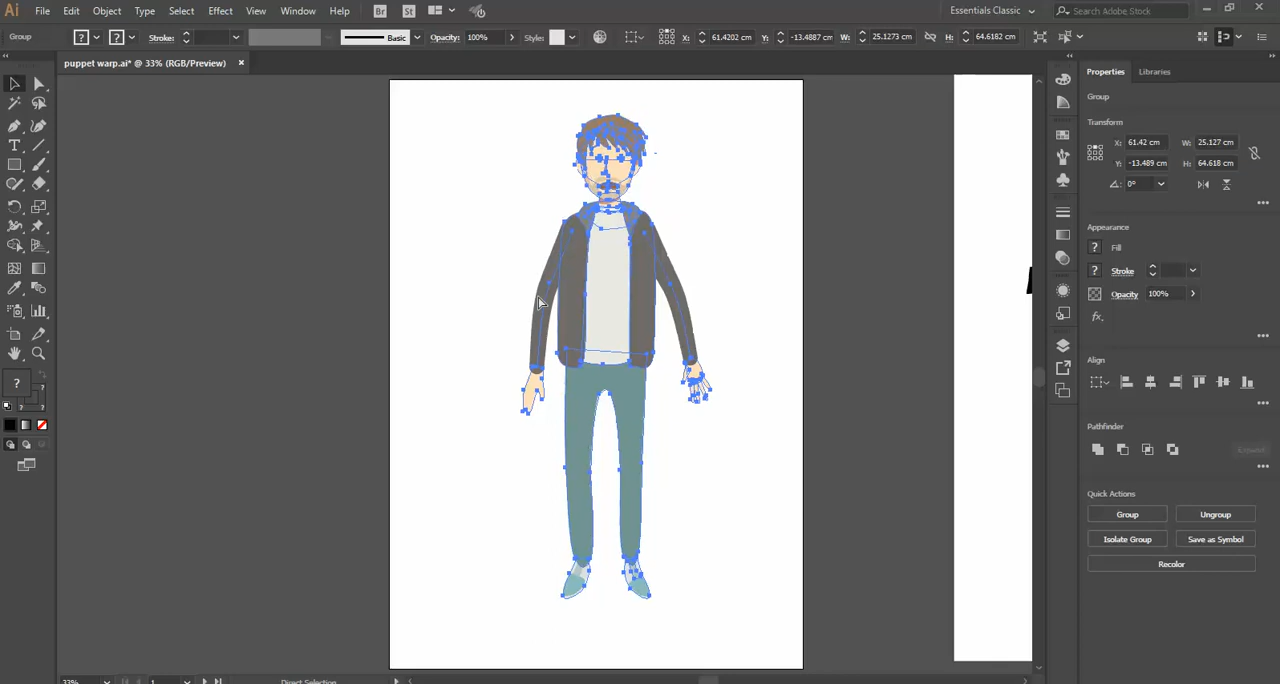 Ai File Edit Object Type Select Effect View Window Help Br St Essentials Classic Search Adobe Stock
Group ? ? Stroke: Basic Opacity: 100% Style: X: 61.4202 cm Y: -13.4887 cm W: 25.1273 cm H: 64.6182 cm
puppet warp.ai* @ 33% (RGB/Preview) ×
Properties Libraries
Group
Transform
X: 61.42 cm W: 25.127 cm
Y: -13.489 cm H: 64.618 cm
0°
Appearance
? Fill
? Stroke
Opacity 100%
fx.
Align
Pathfinder
Expand
Quick Actions
Group Ungroup
Isolate Group Save as Symbol
Recolor
T
?
?
?
33% 1 Direct Selection